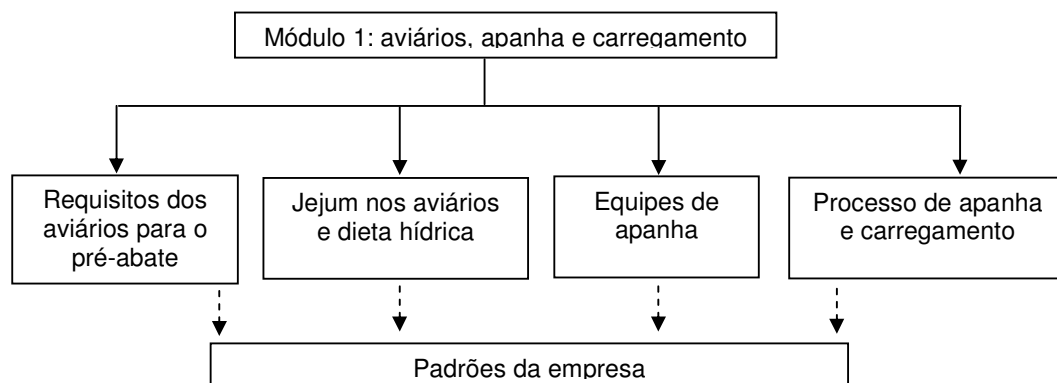 Módulo 1: aviários, apanha e carregamento
Requisitos dos
aviários para o
pré-abate
Jejum nos aviários
e dieta hídrica
Equipes de
apanha
Processo de apanha
e carregamento
Padrões da empresa